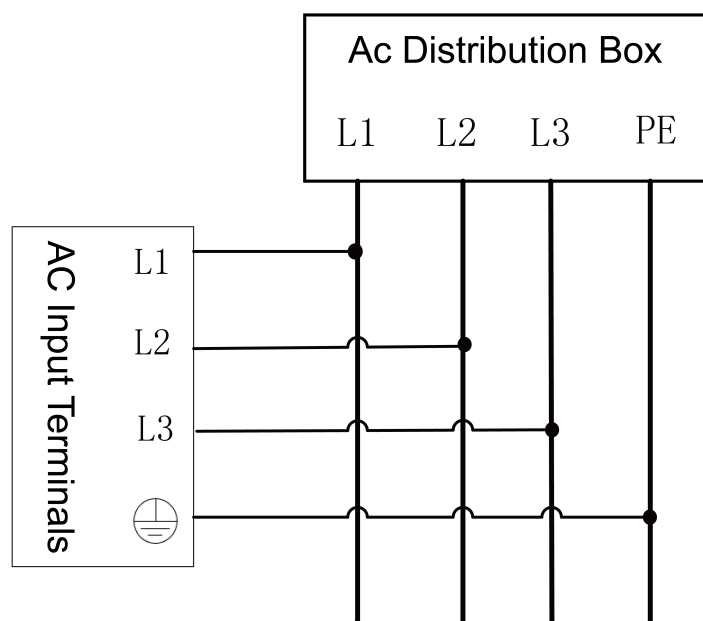 Ac Distribution Box
L1 L2 L3 PE
AC Input Terminals
L1
L2
L3